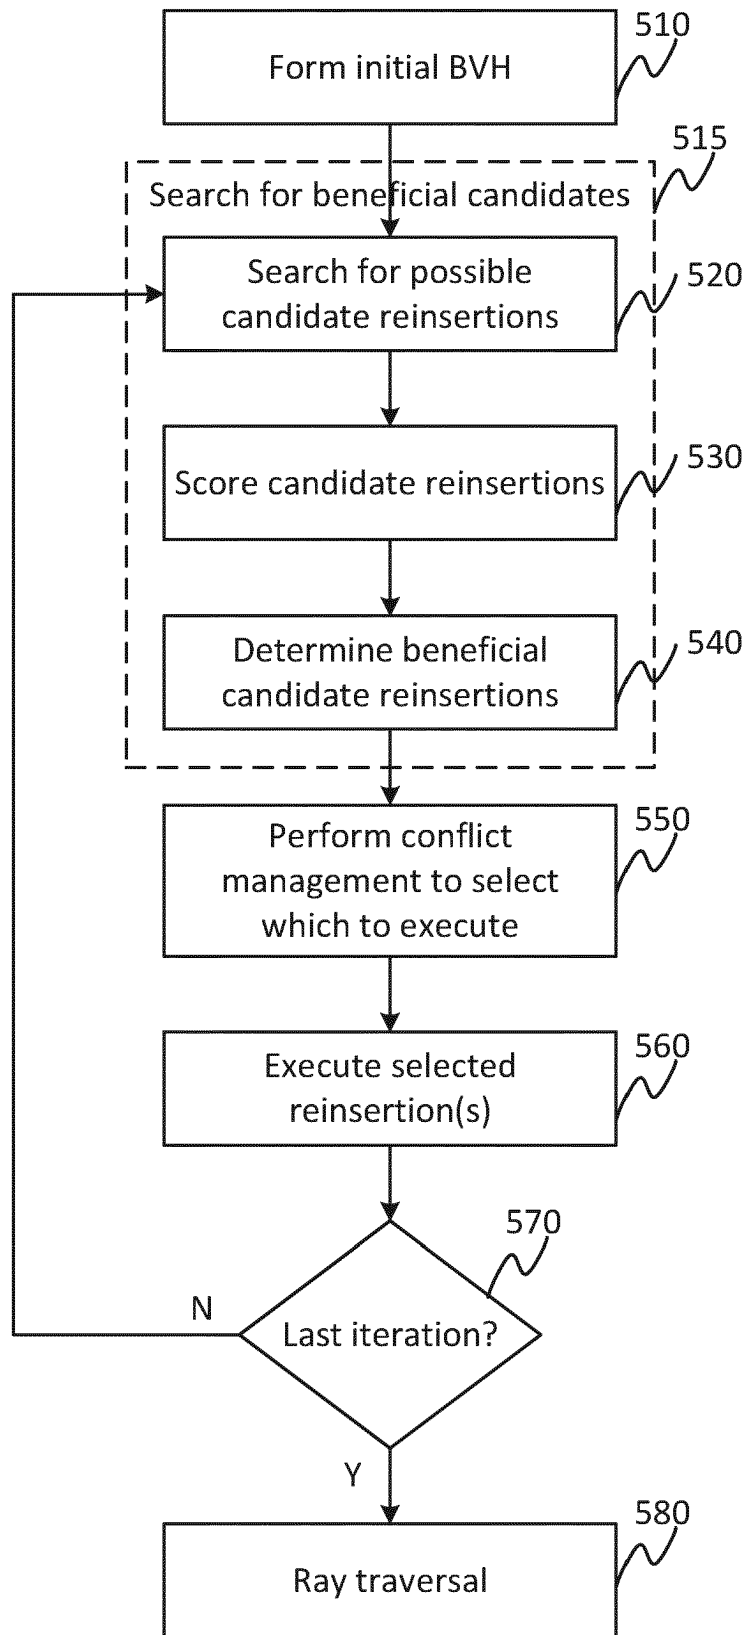 510
Form initial BVH
515
Search for beneficial candidates
Search for possible
candidate reinsertions
520
Score candidate reinsertions
530
Determine beneficial
candidate reinsertions
540
Perform conflict
management to select
which to execute
550
Execute selected
reinsertion(s)
560
570
Last iteration?
N
Y
580
Ray traversal